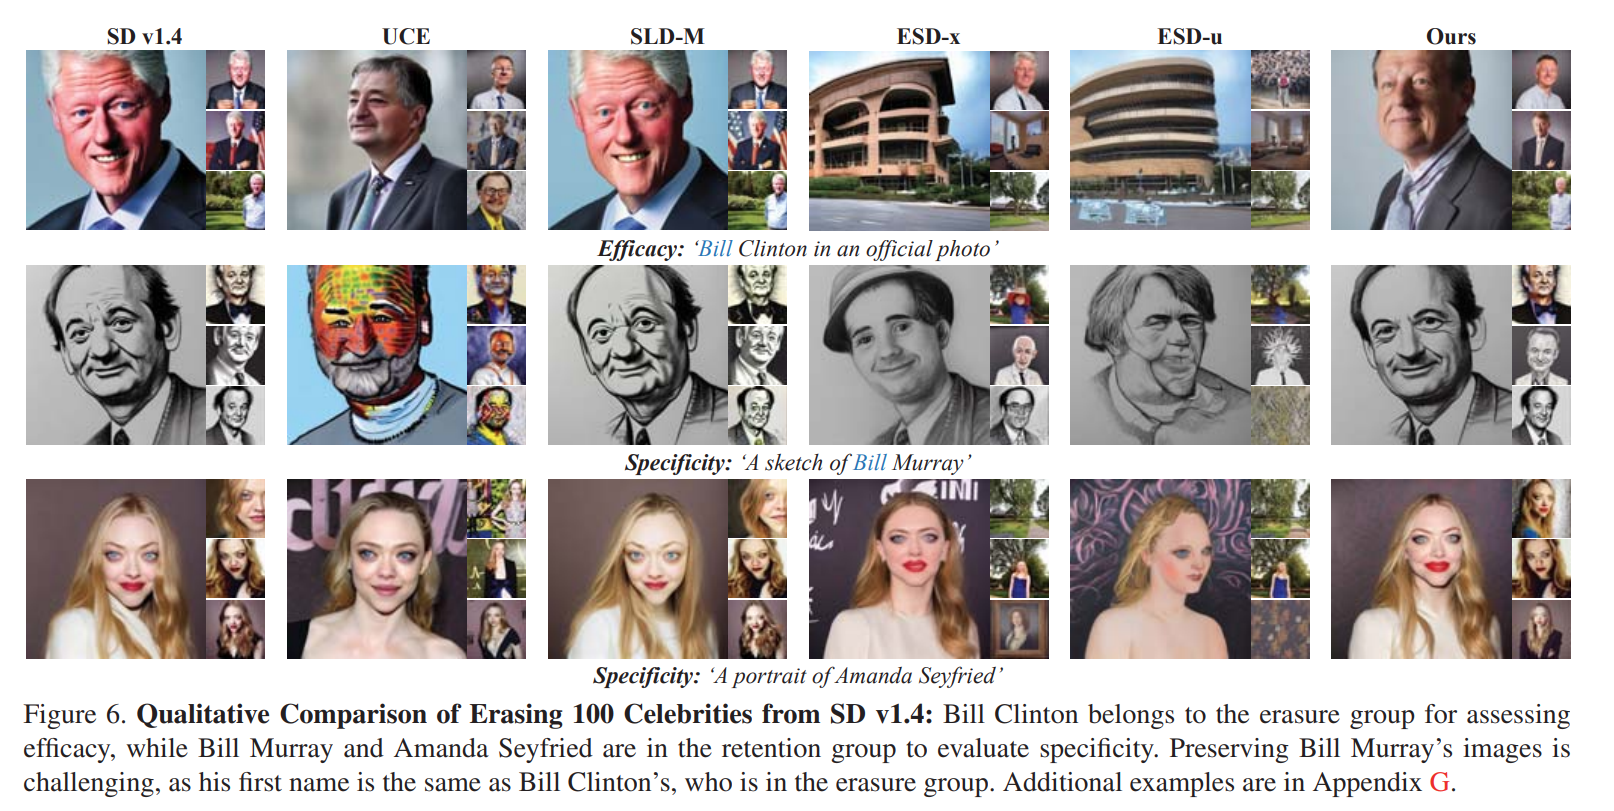 SD v1.4 UCE SLD-M ESD-x ESD-u Ours
Efficacy: ‘Bill Clinton in an official photo’
Specificity: ‘A sketch of Bill Murray’
Specificity: ‘A portrait of Amanda Seyfried’
Figure 6. Qualitative Comparison of Erasing 100 Celebrities from SD v1.4: Bill Clinton belongs to the erasure group for assessing
efficacy, while Bill Murray and Amanda Seyfried are in the retention group to evaluate specificity. Preserving Bill Murray’s images is
challenging, as his first name is the same as Bill Clinton’s, who is in the erasure group. Additional examples are in Appendix G.